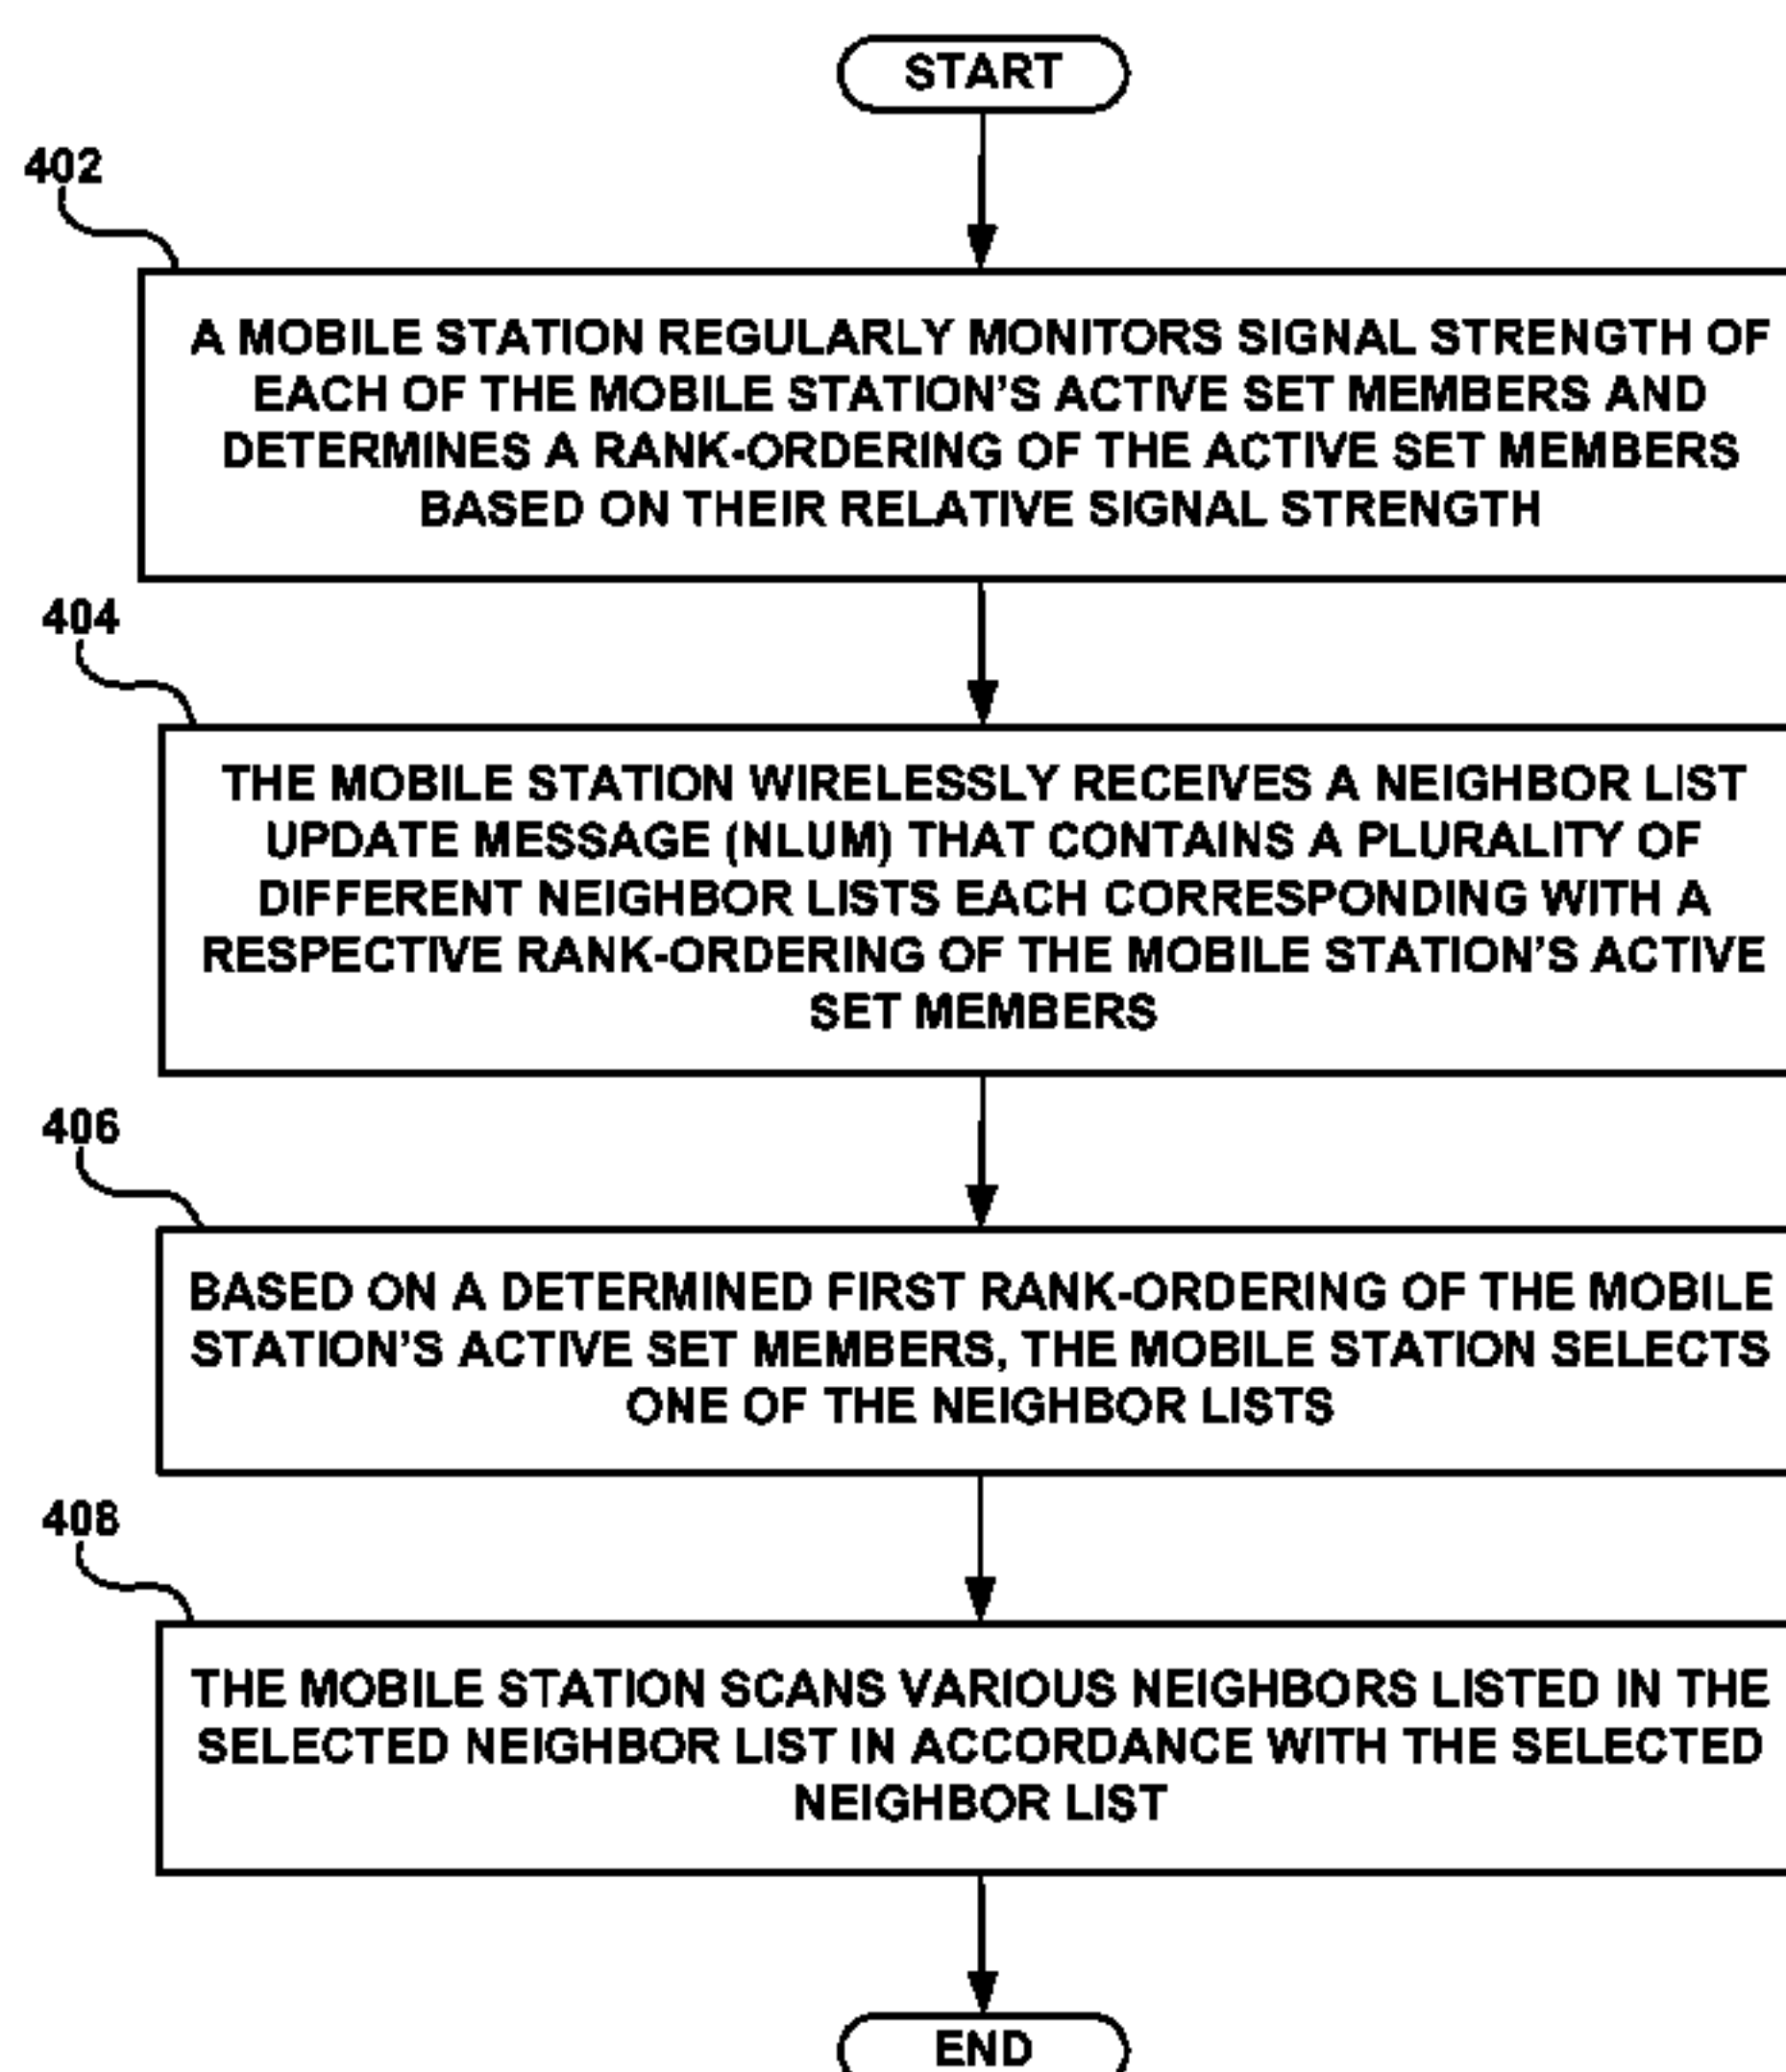 START
402
A MOBILE STATION REGULARLY MONITORS SIGNAL STRENGTH OF
EACH OF THE MOBILE STATION'S ACTIVE SET MEMBERS AND
DETERMINES A RANK-ORDERING OF THE ACTIVE SET MEMBERS
BASED ON THEIR RELATIVE SIGNAL STRENGTH
404
THE MOBILE STATION WIRELESSLY RECEIVES A NEIGHBOR LIST
UPDATE MESSAGE (NLUM) THAT CONTAINS A PLURALITY OF
DIFFERENT NEIGHBOR LISTS EACH CORRESPONDING WITH A
RESPECTIVE RANK-ORDERING OF THE MOBILE STATION'S ACTIVE
SET MEMBERS
406
BASED ON A DETERMINED FIRST RANK-ORDERING OF THE MOBILE
STATION'S ACTIVE SET MEMBERS, THE MOBILE STATION SELECTS
ONE OF THE NEIGHBOR LISTS
408
THE MOBILE STATION SCANS VARIOUS NEIGHBORS LISTED IN THE
SELECTED NEIGHBOR LIST IN ACCORDANCE WITH THE SELECTED
NEIGHBOR LIST
END